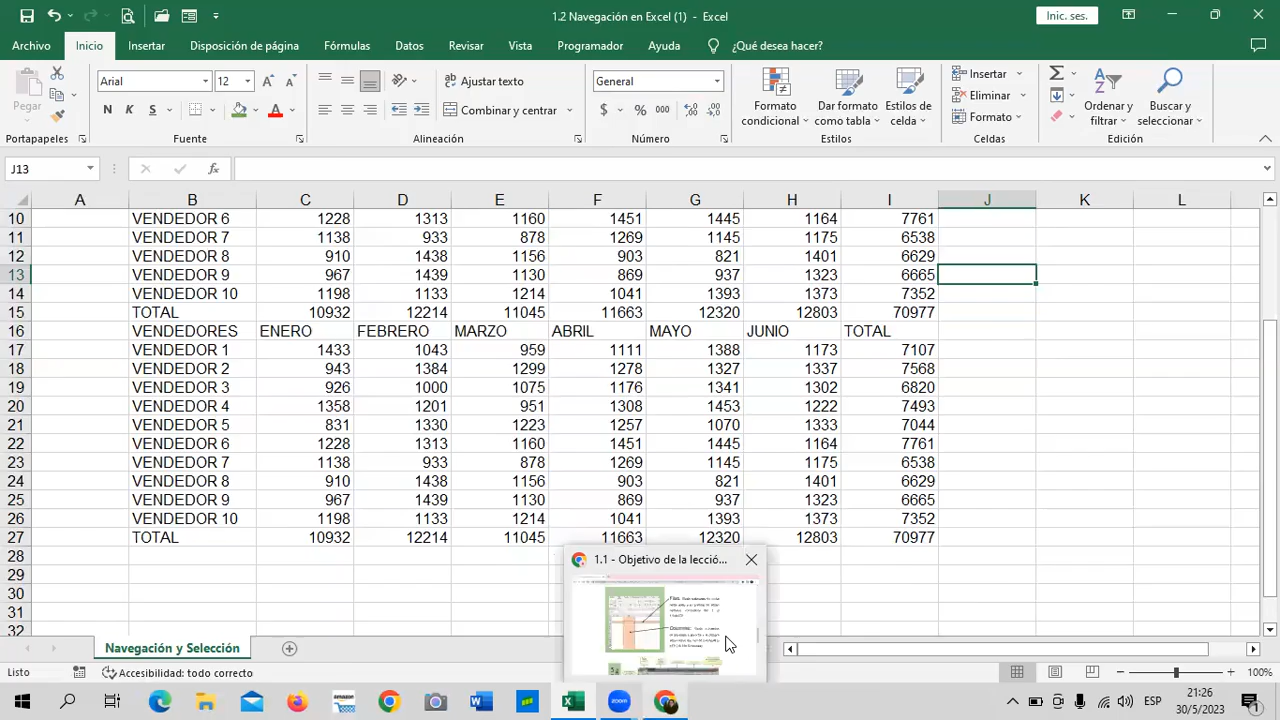 1.2 Navegación en Excel (1) - Excel
Inic. ses.
Archivo Inicio Insertar Disposición de página Fórmulas Datos Revisar Vista Programador Ayuda ¿Qué desea hacer?
Pegar
Arial 12
N K S
Ajustar texto
Combinar y centrar
General
$ % 000
Formato condicional
Dar formato como tabla
Estilos de celda
Insertar
Eliminar
Formato
Ordenar y filtrar
Buscar y seleccionar
Portapapeles Fuente Alineación Número Estilos Celdas Edición
J13 fx
A B C D E F G H I J K L
10 VENDEDOR 6 1228 1313 1160 1451 1445 1164 7761
11 VENDEDOR 7 1138 933 878 1269 1145 1175 6538
12 VENDEDOR 8 910 1438 1156 903 821 1401 6629
13 VENDEDOR 9 967 1439 1130 869 937 1323 6665
14 VENDEDOR 10 1198 1133 1214 1041 1393 1373 7352
15 TOTAL 10932 12214 11045 11663 12320 12803 70977
16 VENDEDORES ENERO FEBRERO MARZO ABRIL MAYO JUNIO TOTAL
17 VENDEDOR 1 1433 1043 959 1111 1388 1173 7107
18 VENDEDOR 2 943 1384 1299 1278 1327 1337 7568
19 VENDEDOR 3 926 1000 1075 1176 1341 1302 6820
20 VENDEDOR 4 1358 1201 951 1308 1453 1222 7493
21 VENDEDOR 5 831 1330 1223 1257 1070 1333 7044
22 VENDEDOR 6 1228 1313 1160 1451 1445 1164 7761
23 VENDEDOR 7 1138 933 878 1269 1145 1175 6538
24 VENDEDOR 8 910 1438 1156 903 821 1401 6629
25 VENDEDOR 9 967 1439 1130 869 937 1323 6665
26 VENDEDOR 10 1198 1133 1214 1041 1393 1373 7352
27 TOTAL 10932 12214 11045 11663 12320 12803 70977
28
29
30
31
32
1.1 - Objetivo de la lecció...
Navegación y Selección
Accesibilidad: todo correcto
100%
amazon
zoom
ESP
21:26
30/5/2023